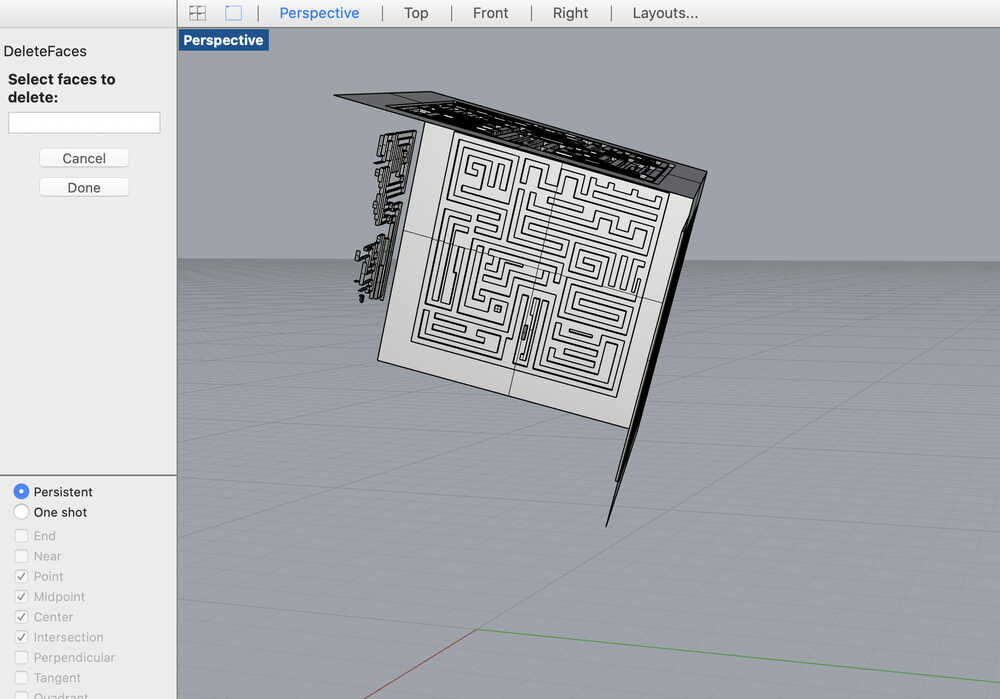 Perspective
Top
Front
Right
Layouts...
Perspective
DeleteFaces
Select faces to
delete:
Cancel
Done
Persistent
One shot
End
Near
Point
Midpoint
Center
Intersection
Perpendicular
Tangent
Quadrant